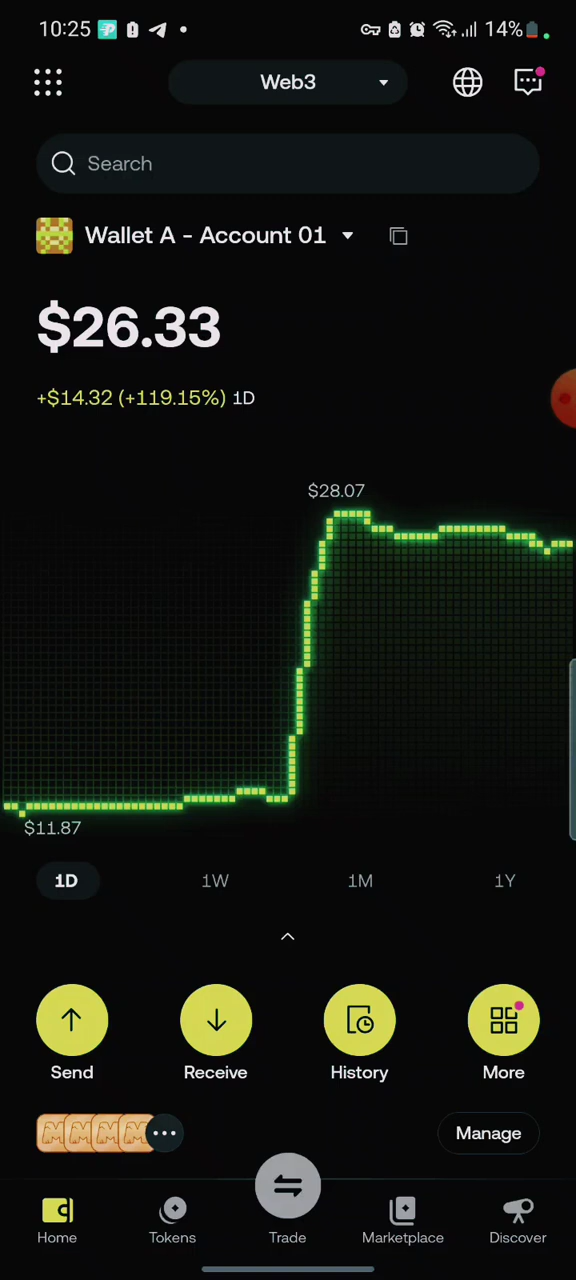 10:25 14%
Web3
Search
Wallet A - Account 01
$26.33
+$14.32 (+119.15%) 1D
$28.07
$11.87
1D 1W 1M 1Y
Send Receive History More
Manage
Home Tokens Trade Marketplace Discover